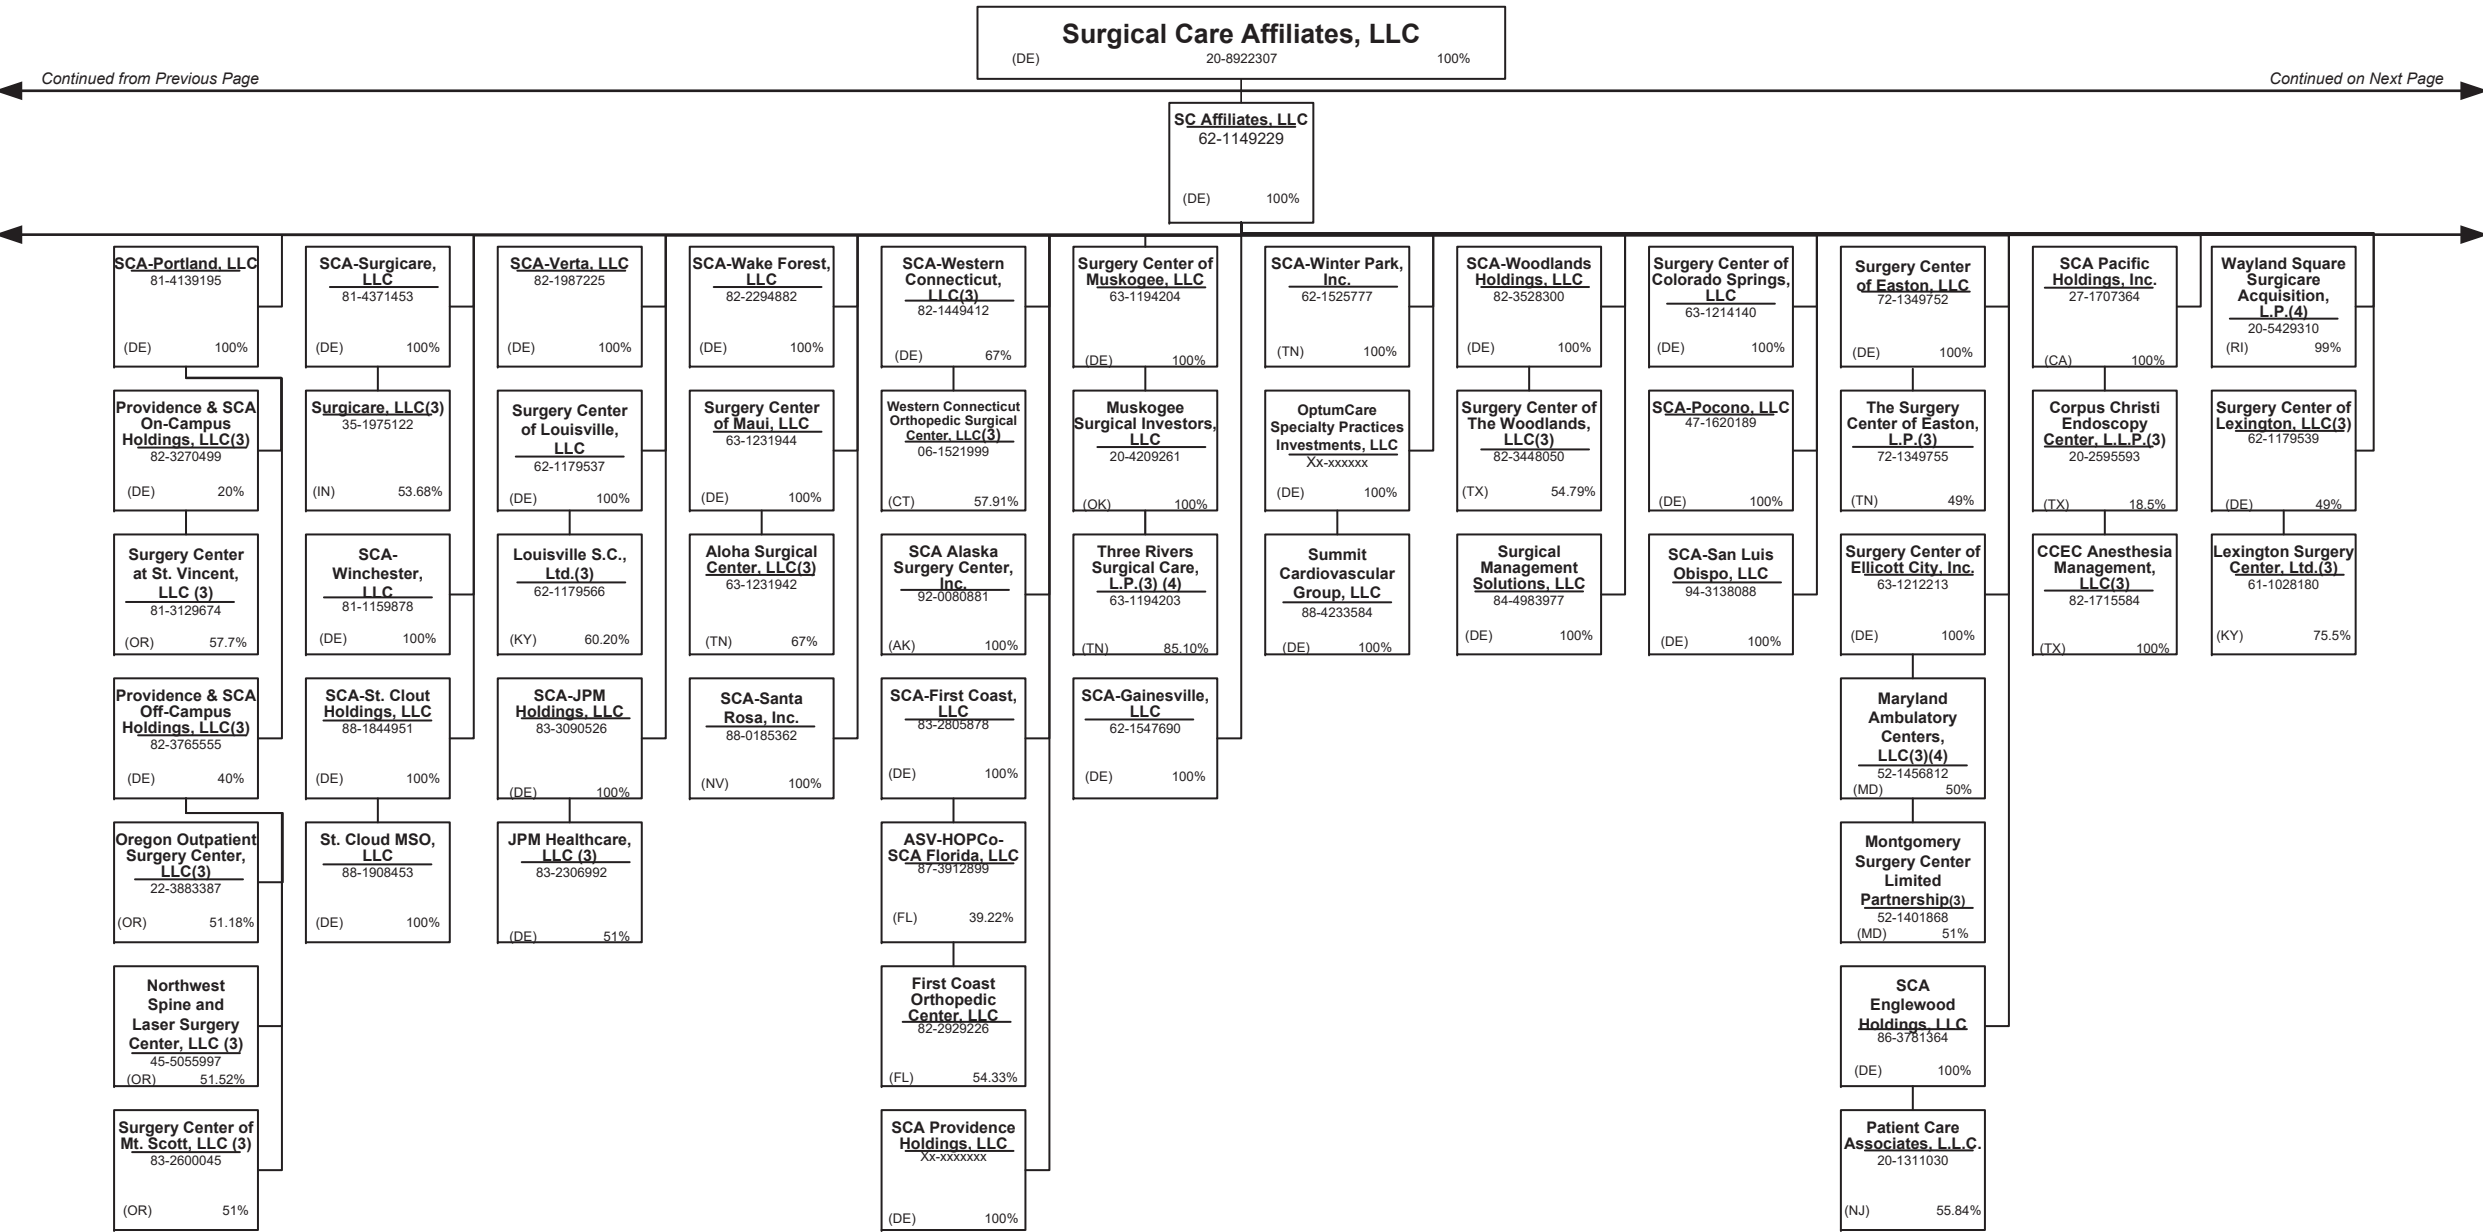 Surgical Care Affiliates, LLC
(DE) 20-8922307 100%
Continued from Previous Page
Continued on Next Page
SC Affiliates, LLC
62-1149229
(DE) 100%
SCA-Portland, LLC
81-4139195
(DE) 100%
Providence & SCA
On-Campus
Holdings, LLC(3)
82-3270499
(DE) 20%
Surgery Center
at St. Vincent,
LLC (3)
81-3129674
(OR) 57.7%
Providence & SCA
Off-Campus
Holdings, LLC(3)
82-3765555
(DE) 40%
Oregon Outpatient
Surgery Center,
LLC(3)
22-3883387
(OR) 51.18%
Northwest
Spine and
Laser Surgery
Center, LLC (3)
45-5055997
(OR) 51.52%
Surgery Center of
Mt. Scott, LLC (3)
83-2600045
(OR) 51%
SCA-Surgicare,
LLC
81-4371453
(DE) 100%
Surgicare, LLC(3)
35-1975122
(IN) 53.68%
SCA-
Winchester,
LLC
81-1159878
(DE) 100%
SCA-St. Clout
Holdings, LLC
88-1844951
(DE) 100%
St. Cloud MSO,
LLC
88-1908453
(DE) 100%
SCA-Verta, LLC
82-1987225
(DE) 100%
Surgery Center
of Louisville,
LLC
62-1179537
(DE) 100%
Louisville S.C.,
Ltd.(3)
62-1179566
(KY) 60.20%
SCA-JPM
Holdings, LLC
83-3090526
(DE) 100%
JPM Healthcare,
LLC (3)
83-2306992
(DE) 51%
SCA-Wake Forest,
LLC
82-2294882
(DE) 100%
Surgery Center
of Maui, LLC
63-1231944
(DE) 100%
Aloha Surgical
Center, LLC(3)
63-1231942
(TN) 67%
SCA-Santa
Rosa, Inc.
88-0185362
(NV) 100%
SCA-Western
Connecticut,
LLC(3)
82-1449412
(DE) 67%
Western Connecticut
Orthopedic Surgical
Center, LLC(3)
06-1521999
(CT) 57.91%
SCA Alaska
Surgery Center,
Inc.
92-0080881
(AK) 100%
SCA-First Coast,
LLC
83-2805878
(DE) 100%
ASV-HOPCo-
SCA Florida, LLC
87-3912899
(FL) 39.22%
First Coast
Orthopedic
Center, LLC
82-2929226
(FL) 54.33%
SCA Providence
Holdings, LLC
Xx-xxxxxxx
(DE) 100%
Surgery Center of
Muskogee, LLC
63-1194204
(DE) 100%
Muskogee
Surgical Investors,
LLC
20-4209261
(OK) 100%
Three Rivers
Surgical Care,
L.P.(3) (4)
63-1194203
(TN) 85.10%
SCA-Gainesville,
LLC
62-1547690
(DE) 100%
SCA-Winter Park,
Inc.
62-1525777
(TN) 100%
OptumCare
Specialty Practices
Investments, LLC
Xx-xxxxxx
(DE) 100%
Summit
Cardiovascular
Group, LLC
88-4233584
(DE) 100%
SCA-Woodlands
Holdings, LLC
82-3528300
(DE) 100%
Surgery Center of
The Woodlands,
LLC(3)
82-3448050
(TX) 54.79%
Surgical
Management
Solutions, LLC
84-4983977
(DE) 100%
Surgery Center of
Colorado Springs,
LLC
63-1214140
(DE) 100%
SCA-Pocono, LLC
47-1620189
(DE) 100%
SCA-San Luis
Obispo, LLC
94-3138088
(DE) 100%
Surgery Center
of Easton, LLC
72-1349752
(DE) 100%
The Surgery
Center of Easton,
L.P.(3)
72-1349755
(TN) 49%
Surgery Center of
Ellicott City, Inc.
63-1212213
(DE) 100%
Maryland
Ambulatory
Centers,
LLC(3)(4)
52-1456812
(MD) 50%
Montgomery
Surgery Center
Limited
Partnership(3)
52-1401868
(MD) 51%
SCA
Englewood
Holdings, LLC
86-3781364
(DE) 100%
Patient Care
Associates, L.L.C.
20-1311030
(NJ) 55.84%
SCA Pacific
Holdings, Inc.
27-1707364
(CA) 100%
Corpus Christi
Endoscopy
Center, L.L.P.(3)
20-2595593
(TX) 18.5%
CCEC Anesthesia
Management,
LLC(3)
82-1715584
(TX) 100%
Wayland Square
Surgicare
Acquisition,
L.P.(4)
20-5429310
(RI) 99%
Surgery Center of
Lexington, LLC(3)
62-1179539
(DE) 49%
Lexington Surgery
Center, Ltd.(3)
61-1028180
(KY) 75.5%